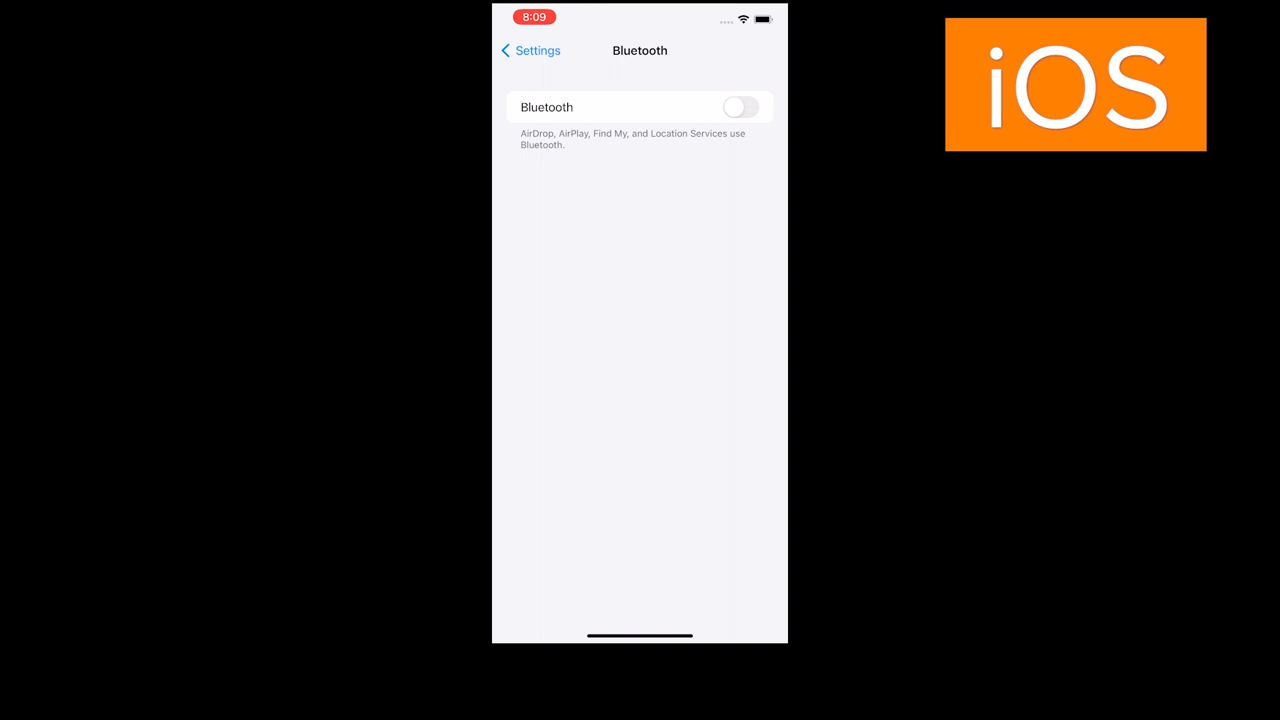 8:09
Settings
Bluetooth
Bluetooth
AirDrop, AirPlay, Find My, and Location Services use
Bluetooth.
iOS